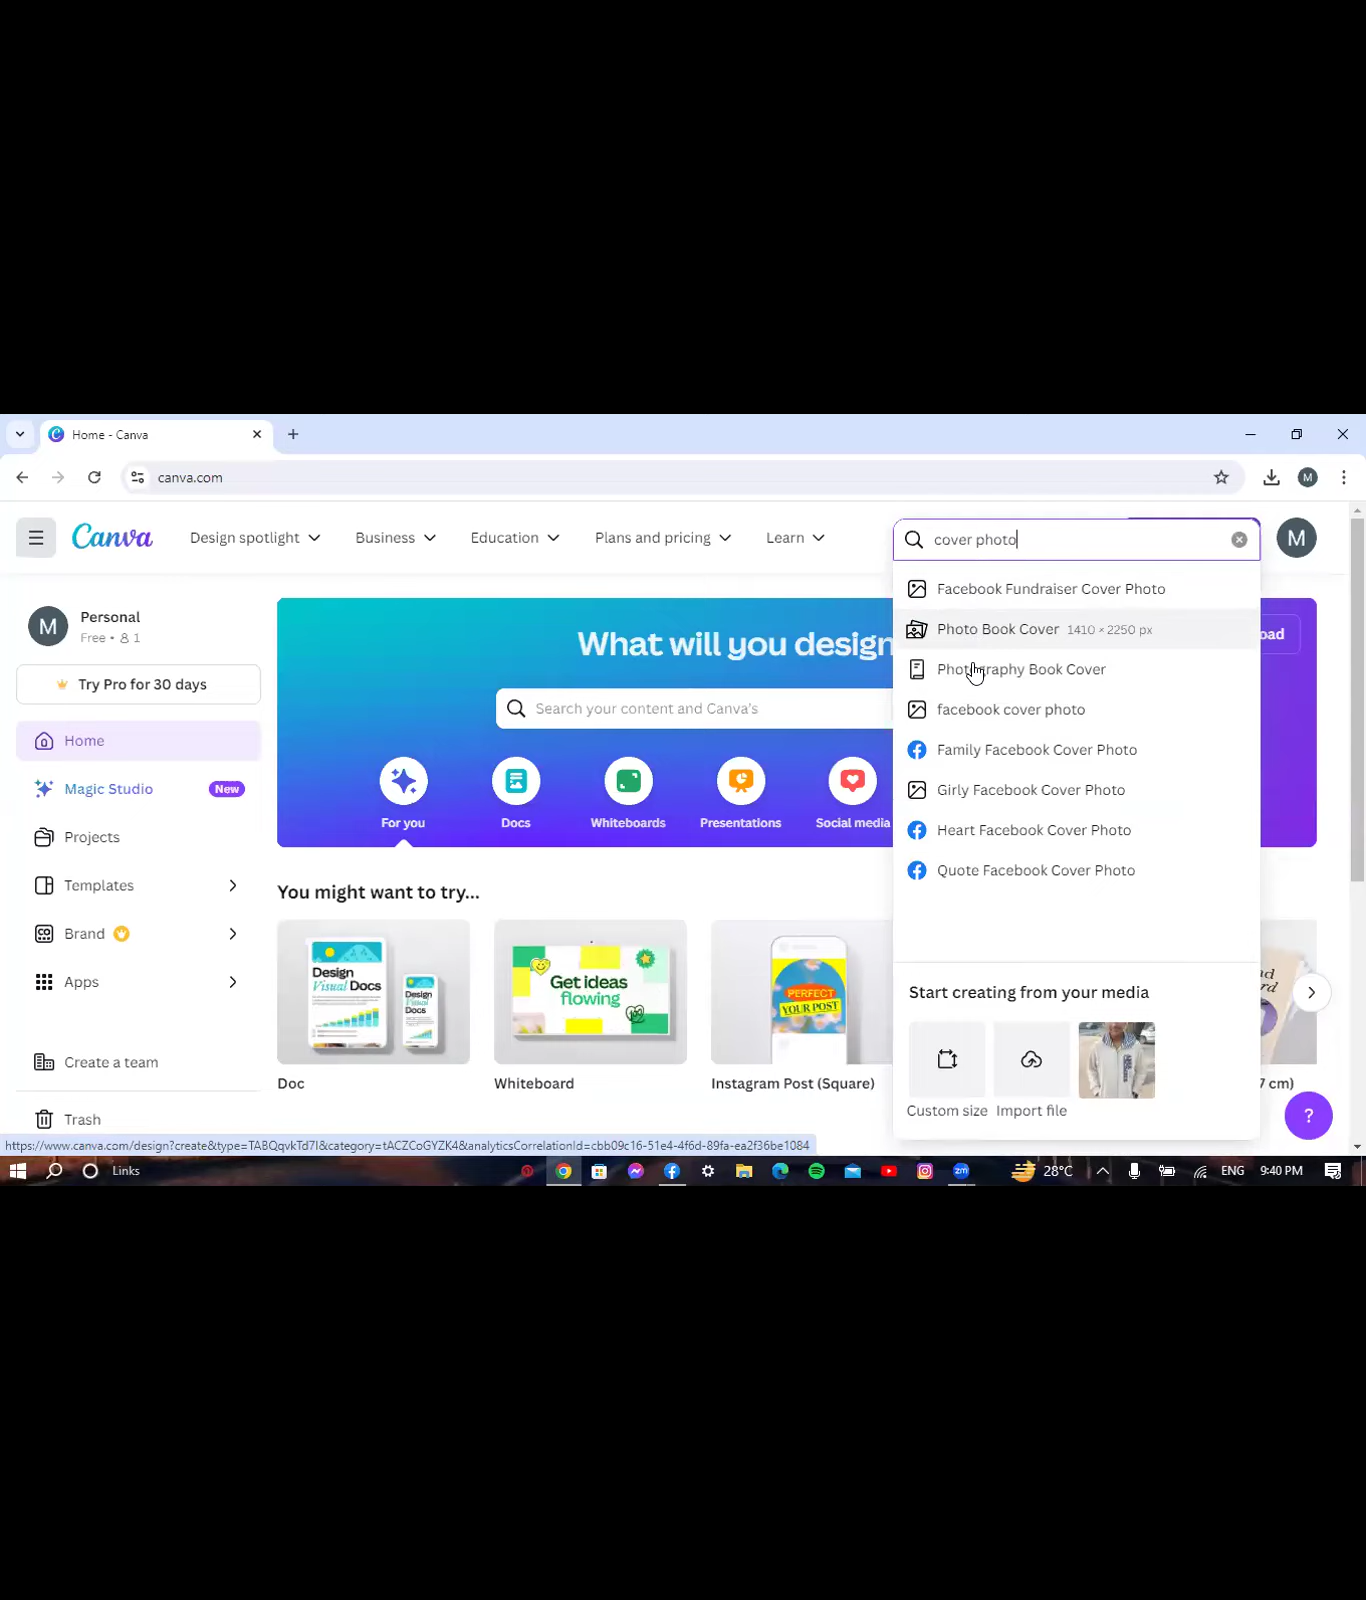 Home - Canva
canva.com
Canva
Design spotlight
Business
Education
Plans and pricing
Learn
cover photo
M
Facebook Fundraiser Cover Photo
Photo Book Cover 1410 × 2250 px
Photography Book Cover
facebook cover photo
Family Facebook Cover Photo
Girly Facebook Cover Photo
Heart Facebook Cover Photo
Quote Facebook Cover Photo
Start creating from your media
Custom size
Import file
M
Personal
Free • 1
Try Pro for 30 days
Home
Magic Studio
New
Projects
Templates
Brand
Apps
Create a team
Trash
What will you design
oad
Search your content and Canva's
For you
Docs
Whiteboards
Presentations
Social media
You might want to try...
Design
Visual Docs
Design
Visual Docs
Doc
Get ideas
flowing
Whiteboard
PERFECT
YOUR POST
Instagram Post (Square)
7 cm)
?
https://www.canva.com/design?create&type=TABQqvkTd7I&category=tACZCoGYZK4&analyticsCorrelationId=cbb09c16-51e4-4f6d-89fa-ea2f36be1084
Links
28°C
ENG
9:40 PM